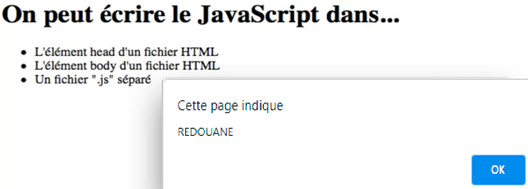 On peut écrire le JavaScript dans...
• L'élément head d'un fichier HTML
• L'élément body d'un fichier HTML
• Un fichier ".js" séparé
Cette page indique
REDOUANE
OK